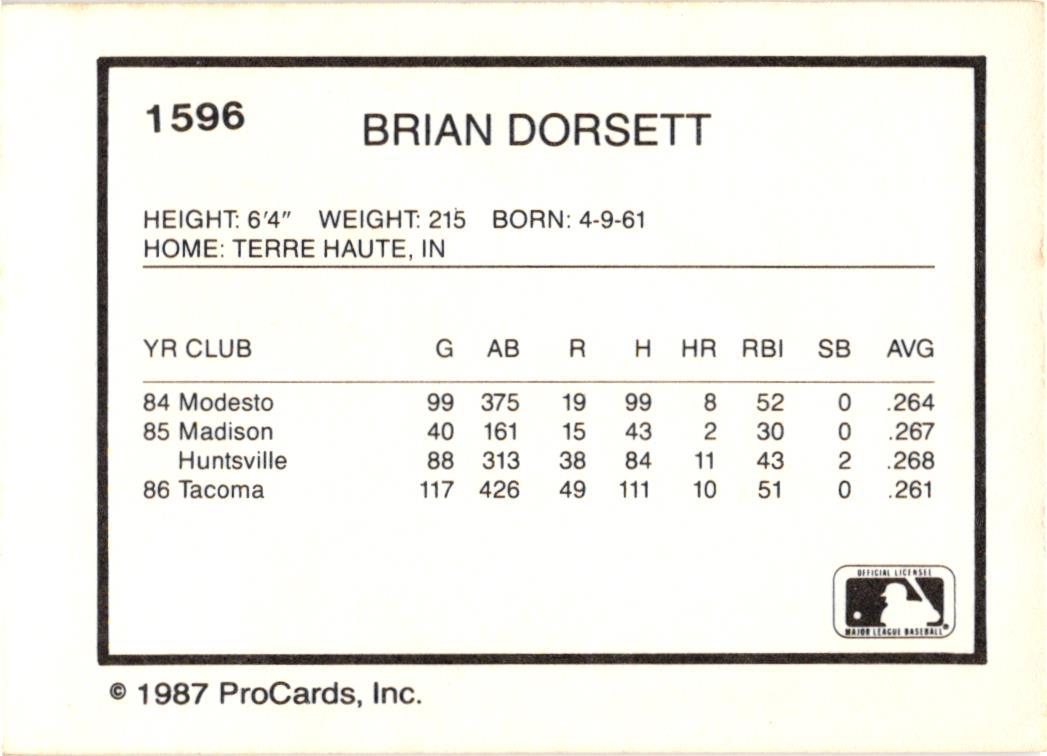 1596
BRIAN DORSETT
HEIGHT: 6'4" WEIGHT: 215 BORN: 4-9-61
HOME: TERRE HAUTE, IN
YR CLUB G AB R H HR RBI SB AVG
84 Modesto 99 375 19 99 8 52 0 .264
85 Madison 40 161 15 43 2 30 0 .267
Huntsville 88 313 38 84 11 43 2 .268
86 Tacoma 117 426 49 111 10 51 0 .261
OFFICIAL LICENSEE
MAJOR LEAGUE BASEBALL®
© 1987 ProCards, Inc.